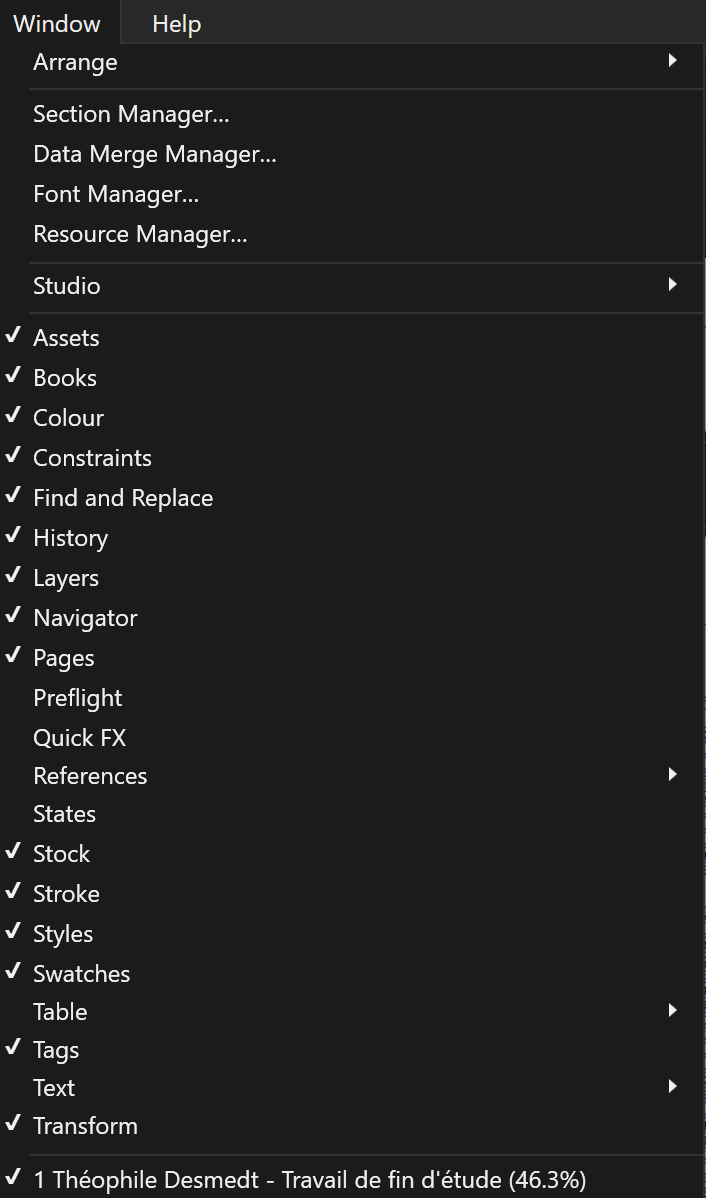 Window Help
Arrange
Section Manager...
Data Merge Manager...
Font Manager...
Resource Manager...
Studio
Assets
Books
Colour
Constraints
Find and Replace
History
Layers
Navigator
Pages
Preflight
Quick FX
References
States
Stock
Stroke
Styles
Swatches
Table
Tags
Text
Transform
1 Théophile Desmedt - Travail de fin d'étude (46.3%)